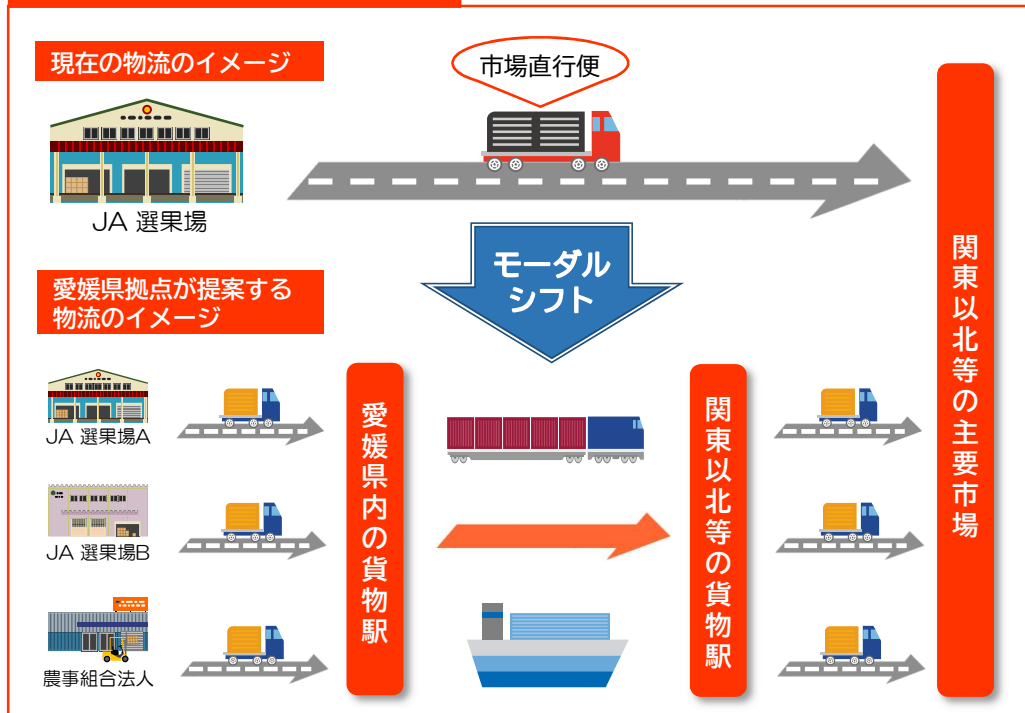 現在の物流のイメージ
市場直行便
JA 選果場
モーダル
シフト
愛媛県拠点が提案する
物流のイメージ
JA 選果場A
JA 選果場B
農事組合法人
愛媛県内の貨物駅
関東以北等の貨物駅
関東以北等の主要市場